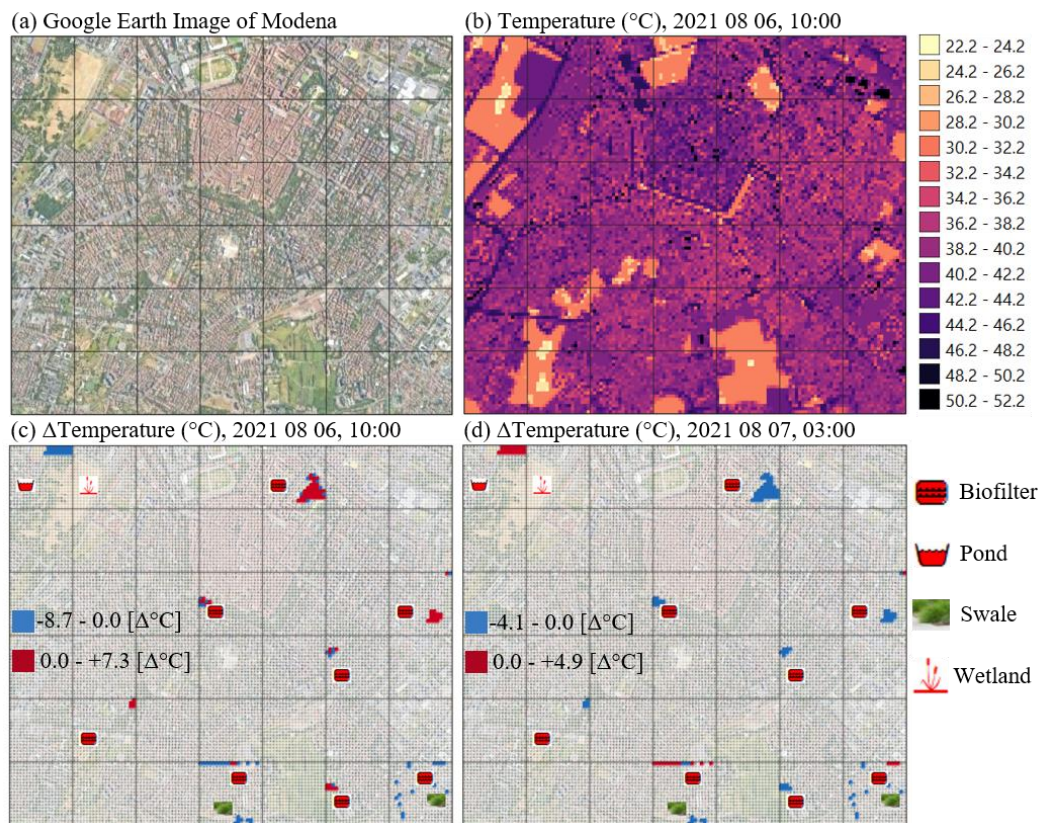 (a) Google Earth Image of Modena
(b) Temperature (°C), 2021 08 06, 10:00
22.2 - 24.2
24.2 - 26.2
26.2 - 28.2
28.2 - 30.2
30.2 - 32.2
32.2 - 34.2
34.2 - 36.2
36.2 - 38.2
38.2 - 40.2
40.2 - 42.2
42.2 - 44.2
44.2 - 46.2
46.2 - 48.2
48.2 - 50.2
50.2 - 52.2
(c) ΔTemperature (°C), 2021 08 06, 10:00
(d) ΔTemperature (°C), 2021 08 07, 03:00
-8.7 - 0.0 [Δ°C]
0.0 - +7.3 [Δ°C]
-4.1 - 0.0 [Δ°C]
0.0 - +4.9 [Δ°C]
Biofilter
Pond
Swale
Wetland